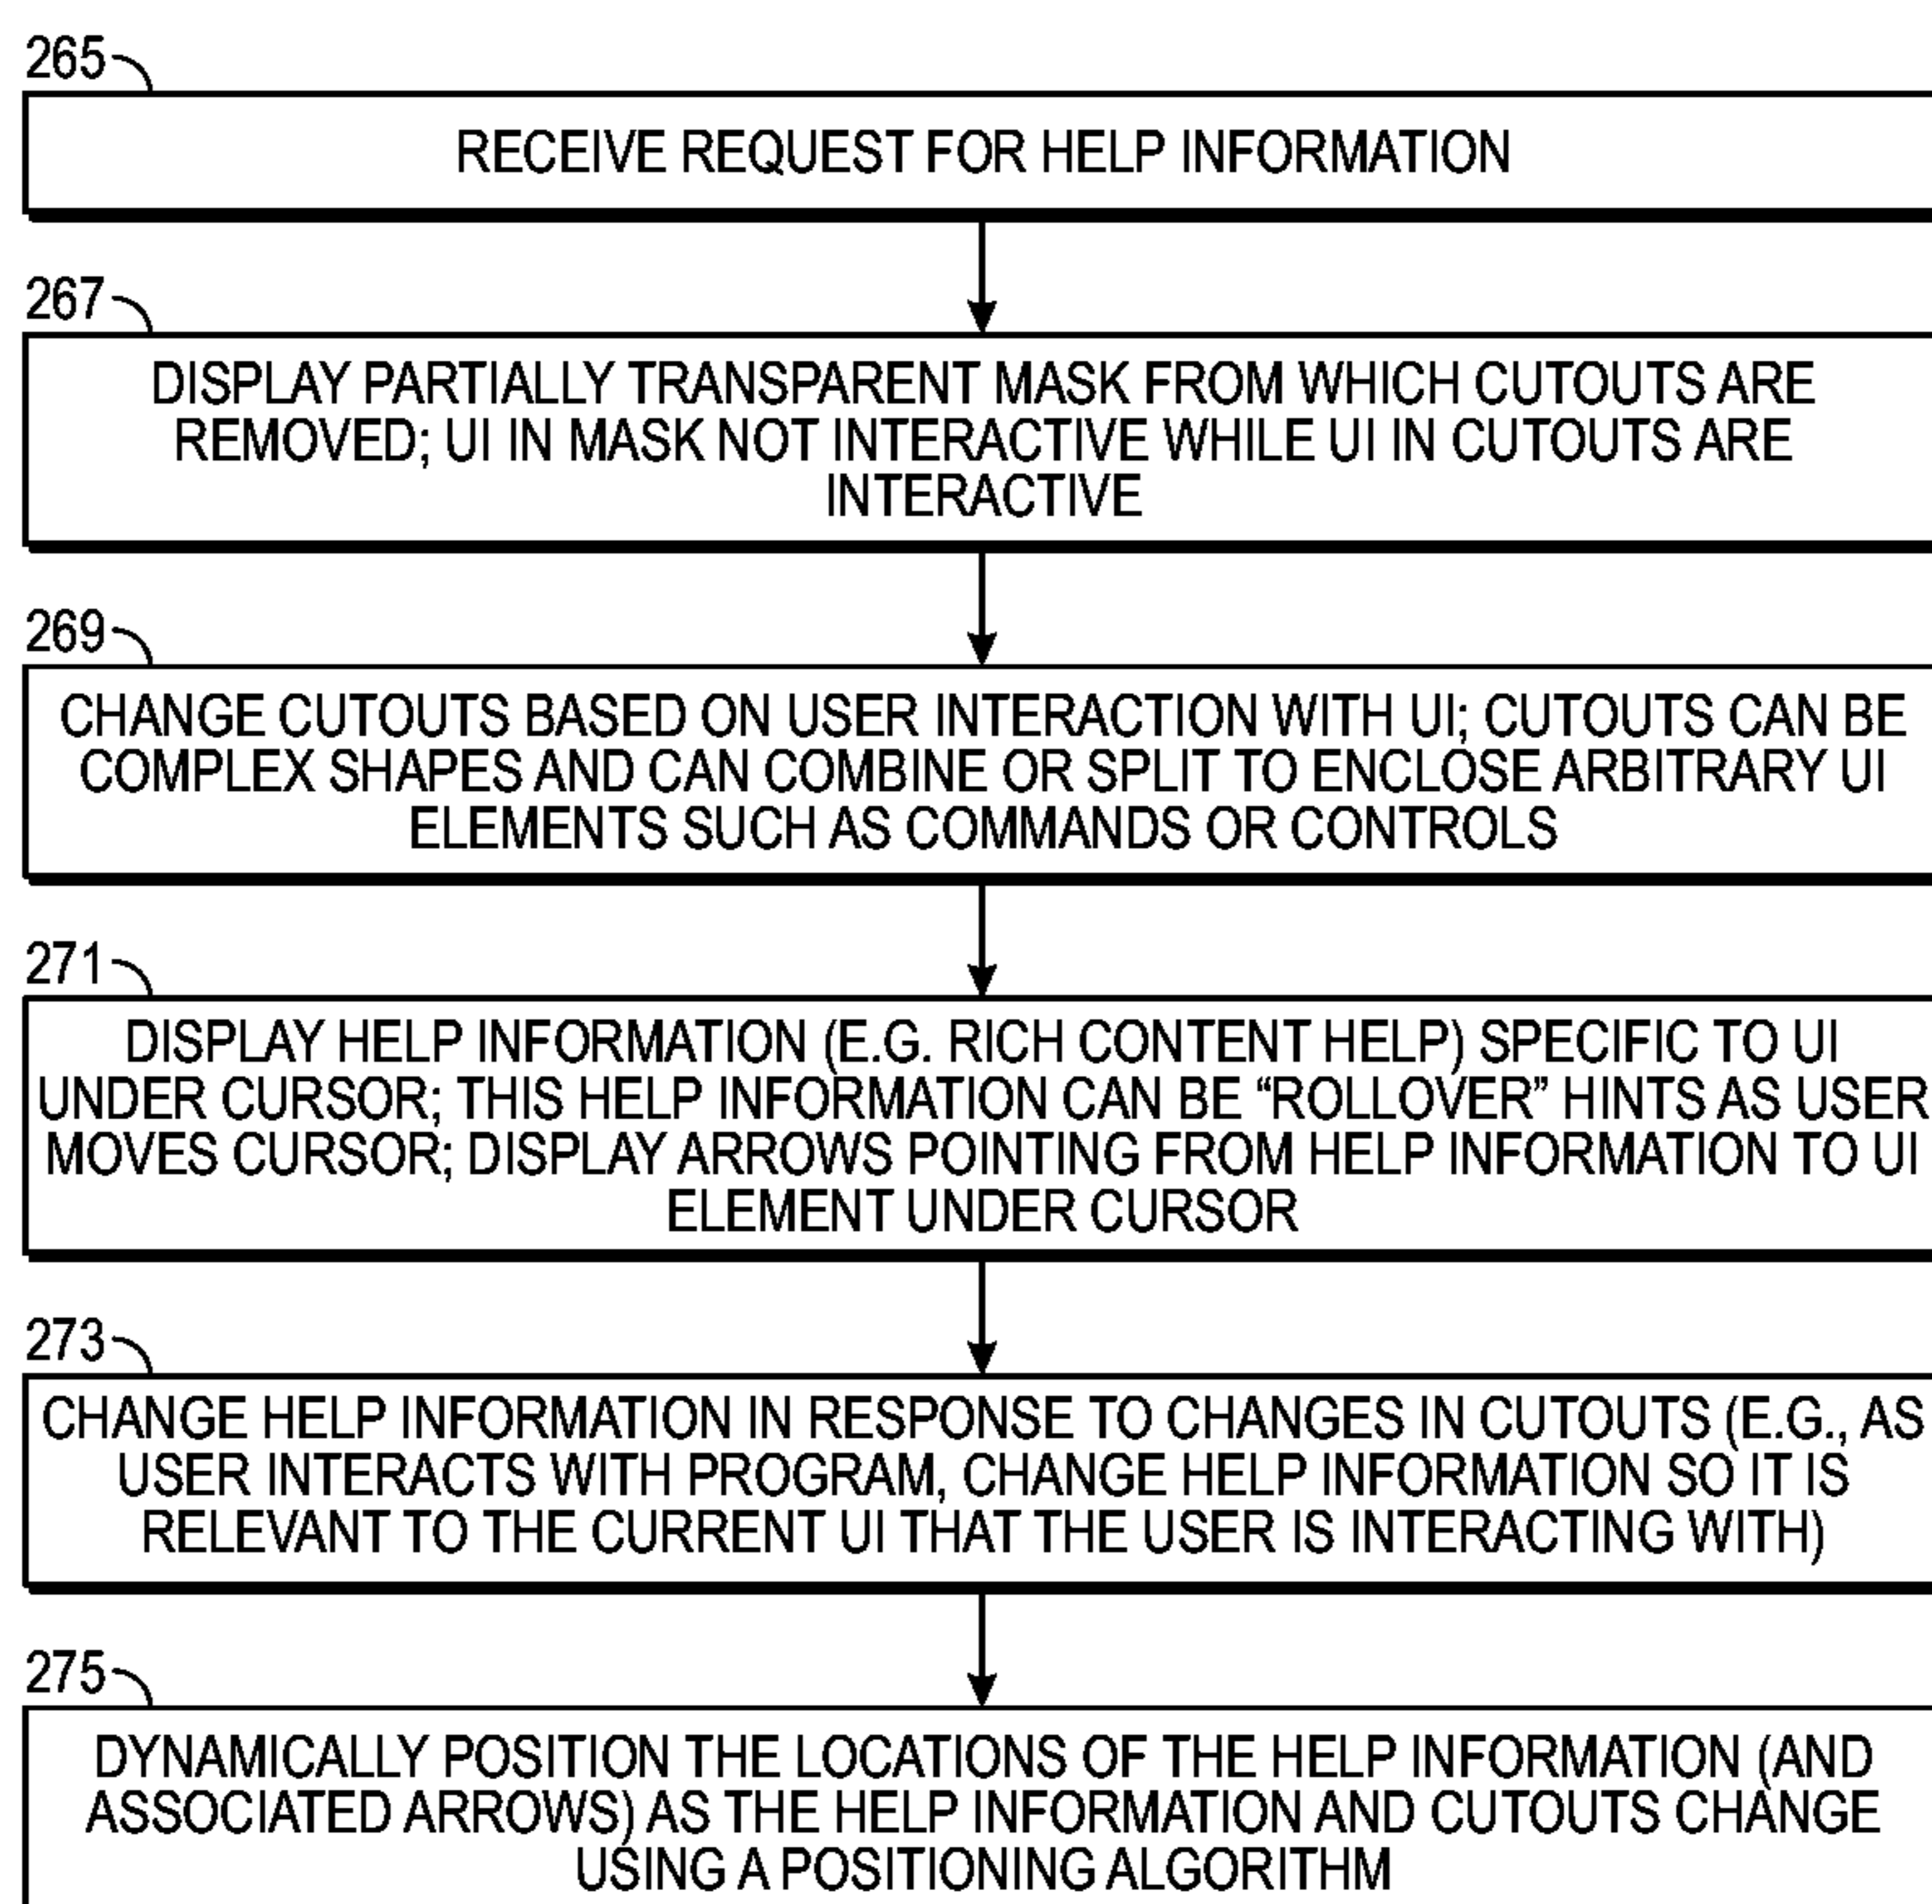 265
RECEIVE REQUEST FOR HELP INFORMATION
267
DISPLAY PARTIALLY TRANSPARENT MASK FROM WHICH CUTOUTS ARE
REMOVED; UI IN MASK NOT INTERACTIVE WHILE UI IN CUTOUTS ARE
INTERACTIVE
269
CHANGE CUTOUTS BASED ON USER INTERACTION WITH UI; CUTOUTS CAN BE
COMPLEX SHAPES AND CAN COMBINE OR SPLIT TO ENCLOSE ARBITRARY UI
ELEMENTS SUCH AS COMMANDS OR CONTROLS
271
DISPLAY HELP INFORMATION (E.G. RICH CONTENT HELP) SPECIFIC TO UI
UNDER CURSOR; THIS HELP INFORMATION CAN BE “ROLLOVER” HINTS AS USER
MOVES CURSOR; DISPLAY ARROWS POINTING FROM HELP INFORMATION TO UI
ELEMENT UNDER CURSOR
273
CHANGE HELP INFORMATION IN RESPONSE TO CHANGES IN CUTOUTS (E.G., AS
USER INTERACTS WITH PROGRAM, CHANGE HELP INFORMATION SO IT IS
RELEVANT TO THE CURRENT UI THAT THE USER IS INTERACTING WITH)
275
DYNAMICALLY POSITION THE LOCATIONS OF THE HELP INFORMATION (AND
ASSOCIATED ARROWS) AS THE HELP INFORMATION AND CUTOUTS CHANGE
USING A POSITIONING ALGORITHM